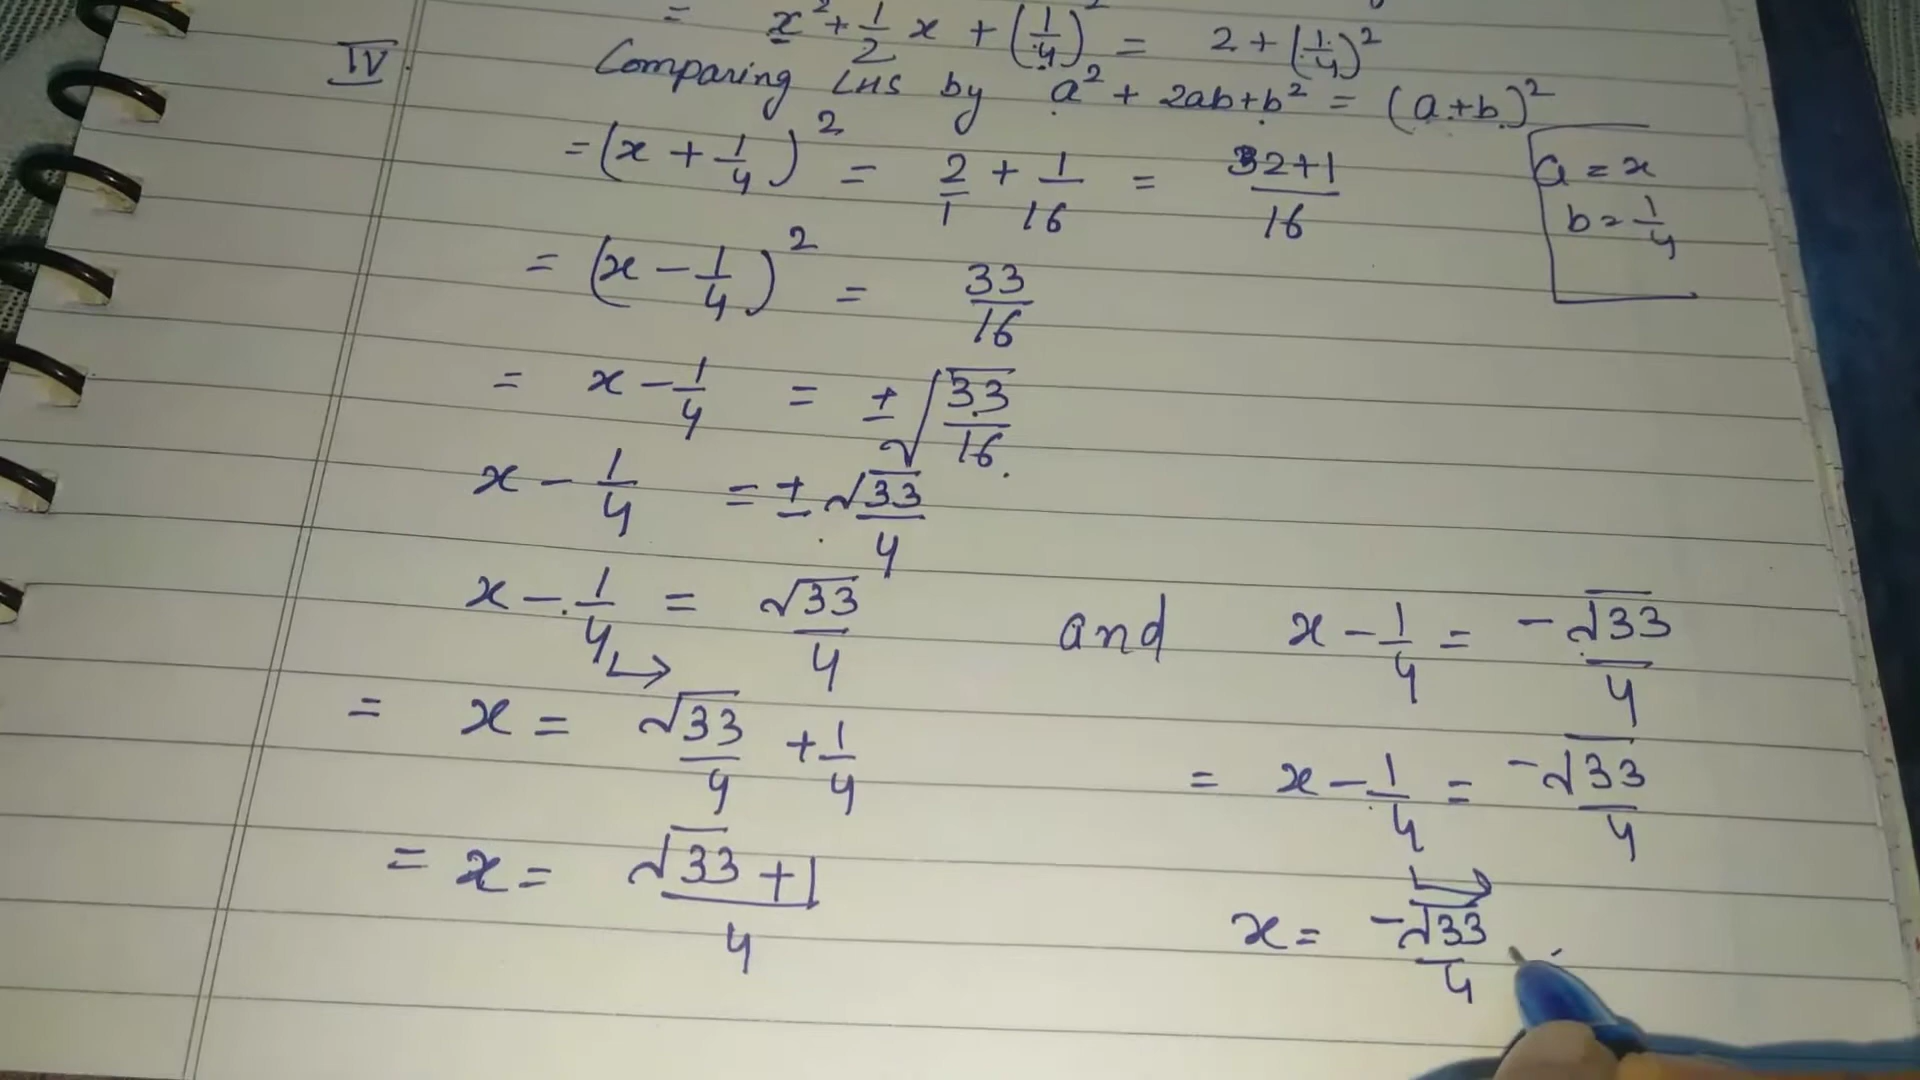 = x² + 1/2 x + (1/4)² = 2 + (1/4)²
IV. Comparing LHS by a² + 2ab + b² = (a+b)²
= (x + 1/4)² = 2/1 + 1/16 = 32+1/16
a = x
b = 1/4
= (x - 1/4)² = 33/16
= x - 1/4 = ± √33/16
x - 1/4 = ± √33/4
x - 1/4 = √33/4 and x - 1/4 = -√33/4
= x = √33/4 + 1/4
= x - 1/4 = -√33/4
= x = √33 + 1/4
x = -√33/4